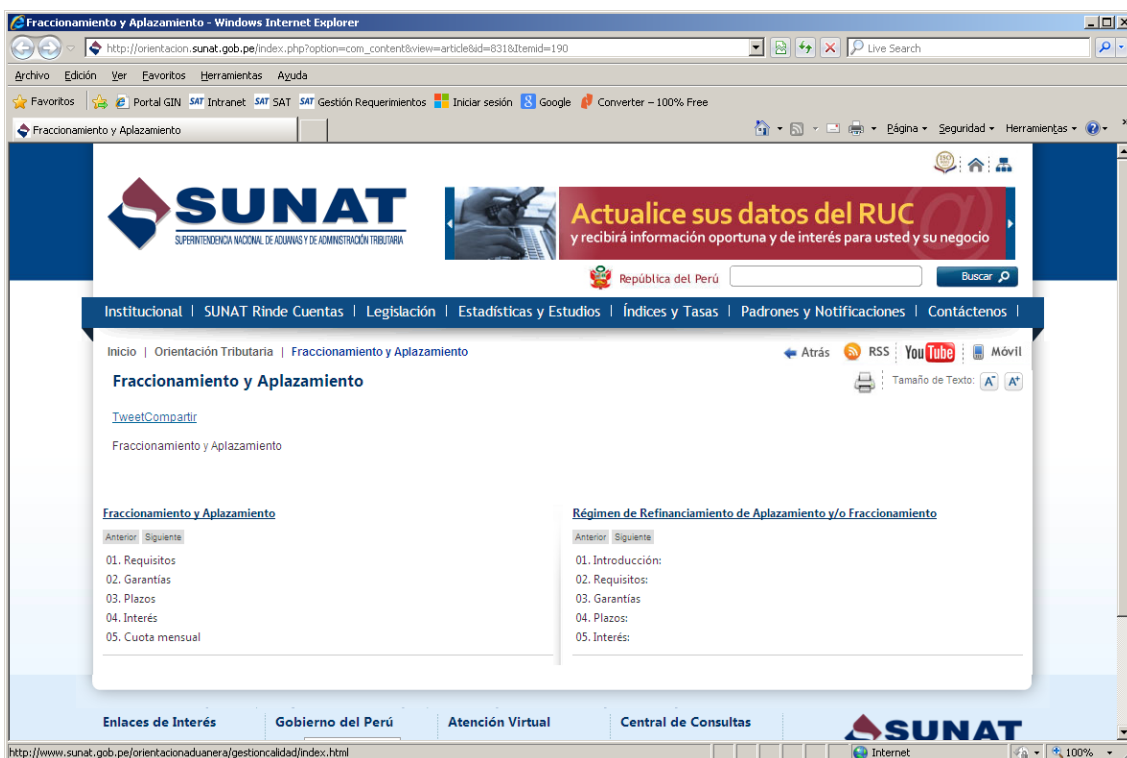 Fraccionamiento y Aplazamiento - Windows Internet Explorer
http://orientacion.sunat.gob.pe/index.php?option=com_content&view=article&id=831&Itemid=190
Live Search
Archivo Edición Ver Favoritos Herramientas Ayuda
Favoritos Portal GIN SAT Intranet SAT SAT SAT Gestión Requerimientos Iniciar sesión 8 Google Converter – 100% Free
Fraccionamiento y Aplazamiento
Página Seguridad Herramientas
ISO
SUNAT
SUPERINTENDENCIA NACIONAL DE ADUANAS Y DE ADMINISTRACIÓN TRIBUTARIA
@
Actualice sus datos del RUC
y recibirá información oportuna y de interés para usted y su negocio
República del Perú Buscar
Institucional | SUNAT Rinde Cuentas | Legislación | Estadísticas y Estudios | Índices y Tasas | Padrones y Notificaciones | Contáctenos |
Inicio | Orientación Tributaria | Fraccionamiento y Aplazamiento
Atrás RSS YouTube Móvil
Fraccionamiento y Aplazamiento
Tamaño de Texto: A- A+
TweetCompartir
Fraccionamiento y Aplazamiento
Fraccionamiento y Aplazamiento
Anterior Siguiente
01. Requisitos
02. Garantías
03. Plazos
04. Interés
05. Cuota mensual
Régimen de Refinanciamiento de Aplazamiento y/o Fraccionamiento
Anterior Siguiente
01. Introducción:
02. Requisitos:
03. Garantías
04. Plazos:
05. Interés:
Enlaces de Interés Gobierno del Perú Atención Virtual Central de Consultas
SUNAT
http://www.sunat.gob.pe/orientacionaduanera/gestioncalidad/index.html
Internet
100%